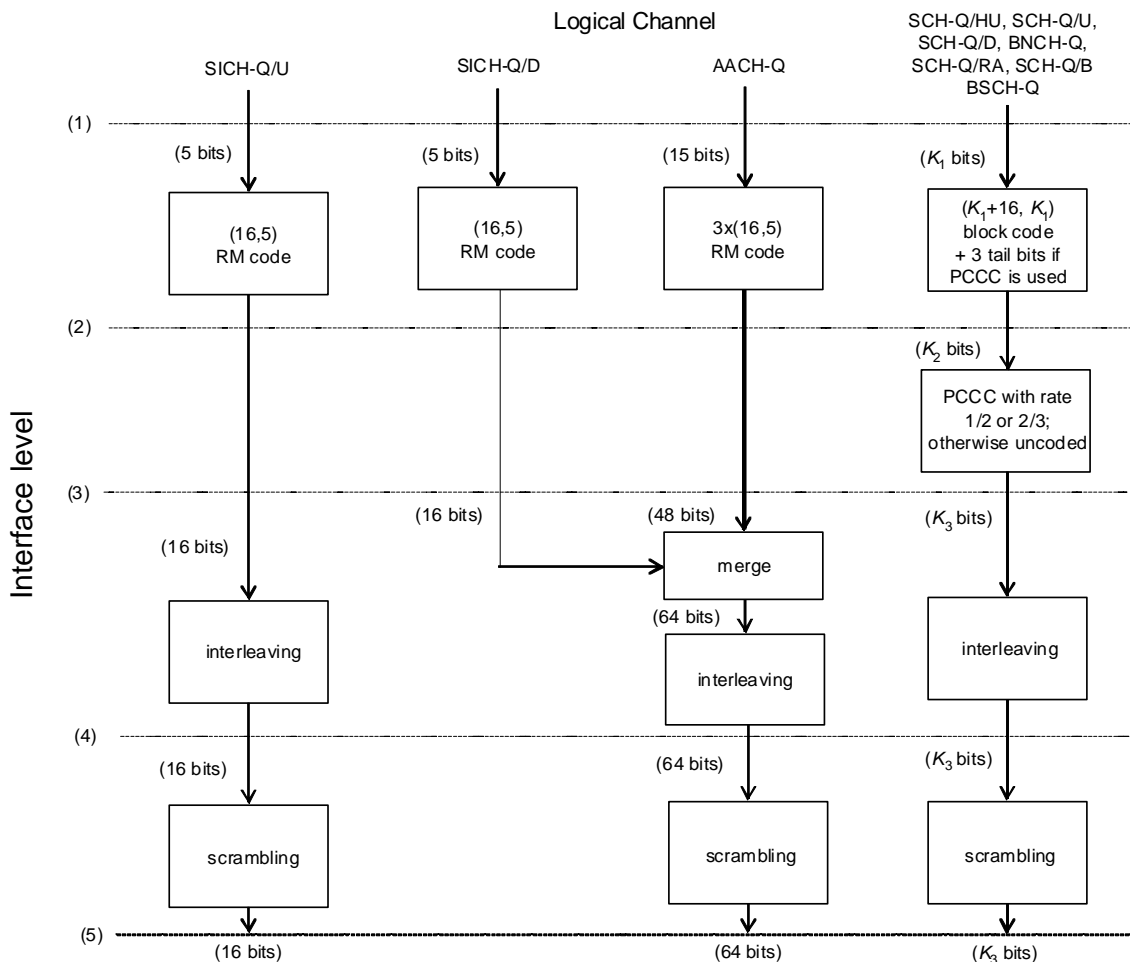 Logical Channel
SICH-Q/U
SICH-Q/D
AACH-Q
SCH-Q/HU, SCH-Q/U,
SCH-Q/D, BNCH-Q,
SCH-Q/RA, SCH-Q/B
BSCH-Q
Interface level
(1)
(5 bits)
(5 bits)
(15 bits)
(K₁ bits)
(16,5)
RM code
(16,5)
RM code
3x(16,5)
RM code
(K₁+16, K₁)
block code
+ 3 tail bits if
PCCC is used
(2)
(K₂ bits)
PCCC with rate
1/2 or 2/3;
otherwise uncoded
(3)
(16 bits)
(16 bits)
(48 bits)
(K₃ bits)
merge
(64 bits)
interleaving
interleaving
interleaving
(4)
(16 bits)
(64 bits)
(K₃ bits)
scrambling
scrambling
scrambling
(5)
(16 bits)
(64 bits)
(K₃ bits)